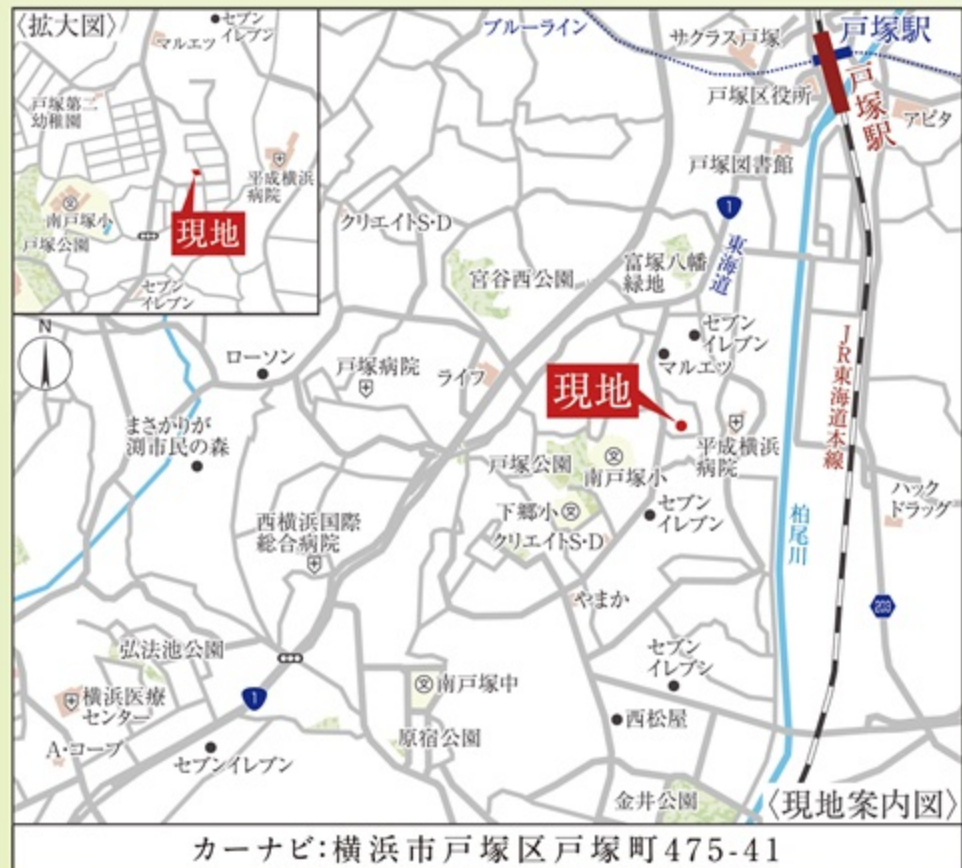 〈拡大図〉
セブン
イレブン
マルエツ
戸塚第二
幼稚園
平成横浜
病院
文
南戸塚小
戸塚公園
現地
セブン
イレブン
ブルーライン
戸塚駅
サクラス戸塚
戸塚区役所
戸塚駅
アピタ
戸塚図書館
1
東海道
クリエイトS・D
宮谷西公園
富塚八幡
緑地
セブン
イレブン
マルエツ
N
ローソン
戸塚病院
ライフ
現地
JR東海道本線
まさかりが
渕市民の森
戸塚公園
文
南戸塚小
平成横浜
病院
ハック
ドラッグ
下郷小文
セブン
イレブン
クリエイトS・D
西横浜国際
総合病院
柏尾川
やまか
203
弘法池公園
セブン
イレブン
横浜医療
センター
1
文南戸塚中
西松屋
A・コープ
原宿公園
セブンイレブン
金井公園
〈現地案内図〉
カーナビ:横浜市戸塚区戸塚町475-41